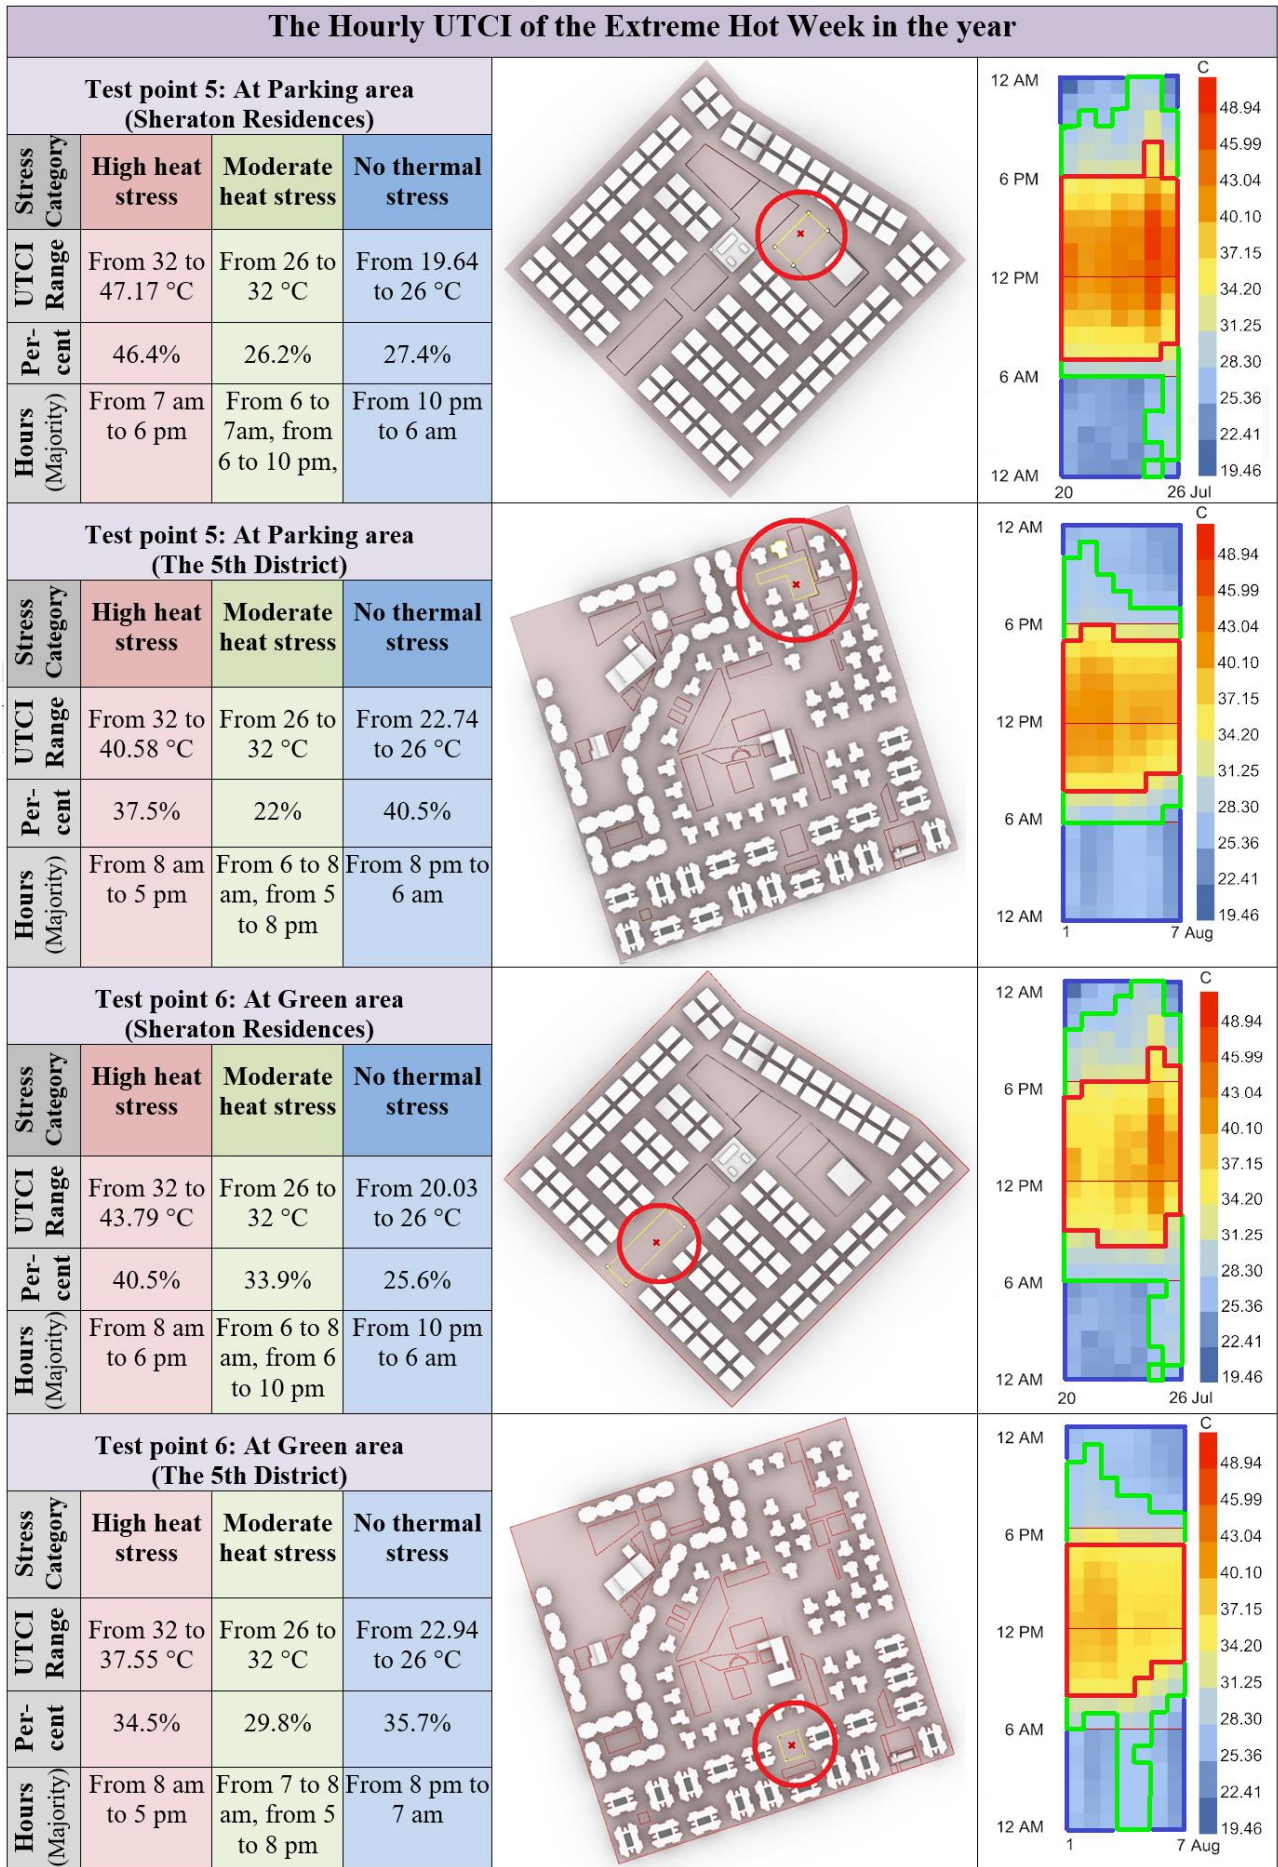 The Hourly UTCI of the Extreme Hot Week in the year
Test point 5: At Parking area
(Sheraton Residences)
Stress
Category
High heat
stress
Moderate
heat stress
No thermal
stress
UTCI
Range
From 32 to
47.17 °C
From 26 to
32 °C
From 19.64
to 26 °C
Per-
cent
46.4%
26.2%
27.4%
Hours
(Majority)
From 7 am
to 6 pm
From 6 to
7am, from
6 to 10 pm,
From 10 pm
to 6 am
12 AM
6 PM
12 PM
6 AM
12 AM
20
26 Jul
C
48.94
45.99
43.04
40.10
37.15
34.20
31.25
28.30
25.36
22.41
19.46
Test point 5: At Parking area
(The 5th District)
Stress
Category
High heat
stress
Moderate
heat stress
No thermal
stress
UTCI
Range
From 32 to
40.58 °C
From 26 to
32 °C
From 22.74
to 26 °C
Per-
cent
37.5%
22%
40.5%
Hours
(Majority)
From 8 am
to 5 pm
From 6 to 8
am, from 5
to 8 pm
From 8 pm to
6 am
12 AM
6 PM
12 PM
6 AM
12 AM
1
7 Aug
C
48.94
45.99
43.04
40.10
37.15
34.20
31.25
28.30
25.36
22.41
19.46
Test point 6: At Green area
(Sheraton Residences)
Stress
Category
High heat
stress
Moderate
heat stress
No thermal
stress
UTCI
Range
From 32 to
43.79 °C
From 26 to
32 °C
From 20.03
to 26 °C
Per-
cent
40.5%
33.9%
25.6%
Hours
(Majority)
From 8 am
to 6 pm
From 6 to 8
am, from 6
to 10 pm
From 10 pm
to 6 am
12 AM
6 PM
12 PM
6 AM
12 AM
20
26 Jul
C
48.94
45.99
43.04
40.10
37.15
34.20
31.25
28.30
25.36
22.41
19.46
Test point 6: At Green area
(The 5th District)
Stress
Category
High heat
stress
Moderate
heat stress
No thermal
stress
UTCI
Range
From 32 to
37.55 °C
From 26 to
32 °C
From 22.94
to 26 °C
Per-
cent
34.5%
29.8%
35.7%
Hours
(Majority)
From 8 am
to 5 pm
From 7 to 8
am, from 5
to 8 pm
From 8 pm to
7 am
12 AM
6 PM
12 PM
6 AM
12 AM
1
7 Aug
C
48.94
45.99
43.04
40.10
37.15
34.20
31.25
28.30
25.36
22.41
19.46